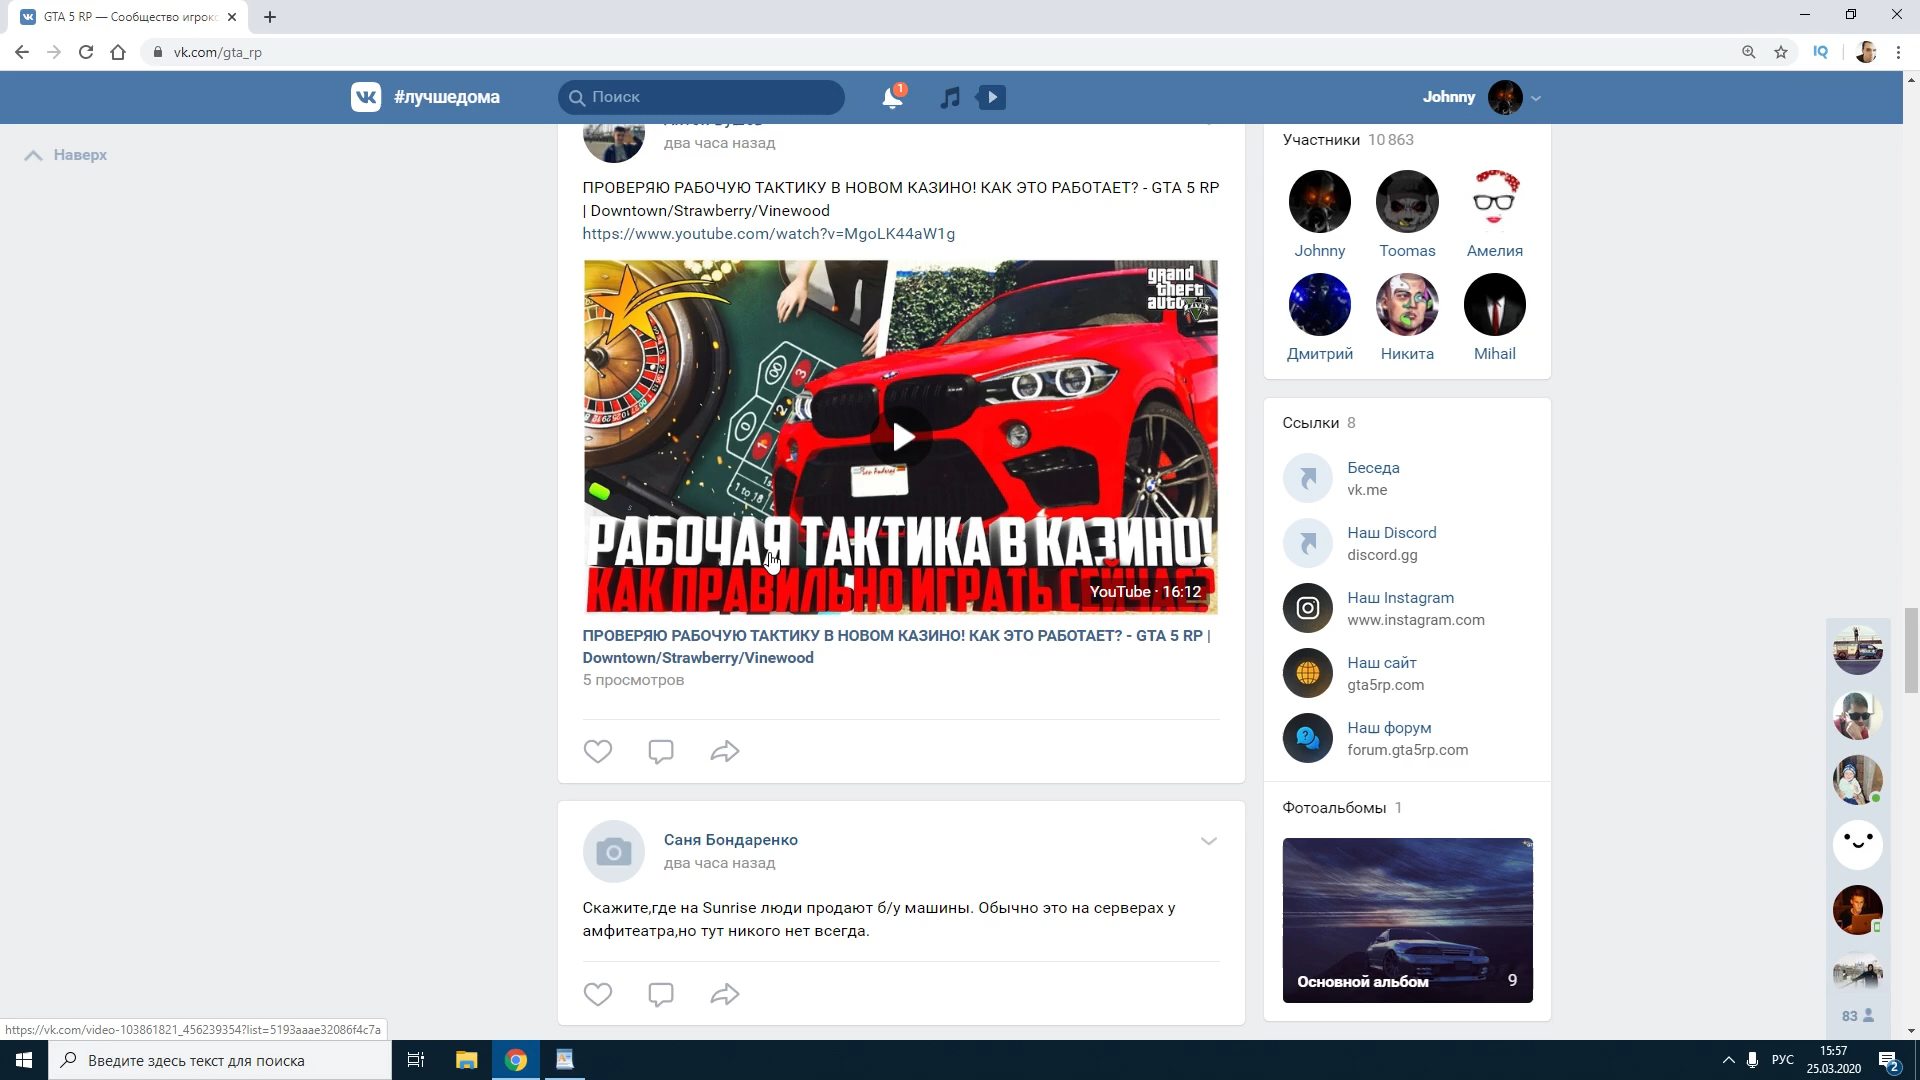 GTA 5 RP — Сообщество игрок
vk.com/gta_rp
IQ
#лучшедома
Поиск
1
Johnny
Наверх
два часа назад
ПРОВЕРЯЮ РАБОЧУЮ ТАКТИКУ В НОВОМ КАЗИНО! КАК ЭТО РАБОТАЕТ? - GTA 5 RP
| Downtown/Strawberry/Vinewood
https://www.youtube.com/watch?v=MgoLK44aW1g
grand
theft
auto
РАБОЧАЯ ТАКТИКА В КАЗИНО!
КАК ПРАВИЛЬНО ИГРАТЬ СЕЙЧАС?
YouTube · 16:12
ПРОВЕРЯЮ РАБОЧУЮ ТАКТИКУ В НОВОМ КАЗИНО! КАК ЭТО РАБОТАЕТ? - GTA 5 RP |
Downtown/Strawberry/Vinewood
5 просмотров
Саня Бондаренко
два часа назад
Скажите,где на Sunrise люди продают б/у машины. Обычно это на серверах у
амфитеатра,но тут никого нет всегда.
Участники 10 863
Johnny
Toomas
Амелия
Дмитрий
Никита
Mihail
Ссылки 8
Беседа
vk.me
Наш Discord
discord.gg
Наш Instagram
www.instagram.com
Наш сайт
gta5rp.com
Наш форум
forum.gta5rp.com
Фотоальбомы 1
Основной альбом 9
83
https://vk.com/video-103861821_456239354?list=5193aaae32086f4c7a
Введите здесь текст для поиска
РУС
15:57
25.03.2020
2